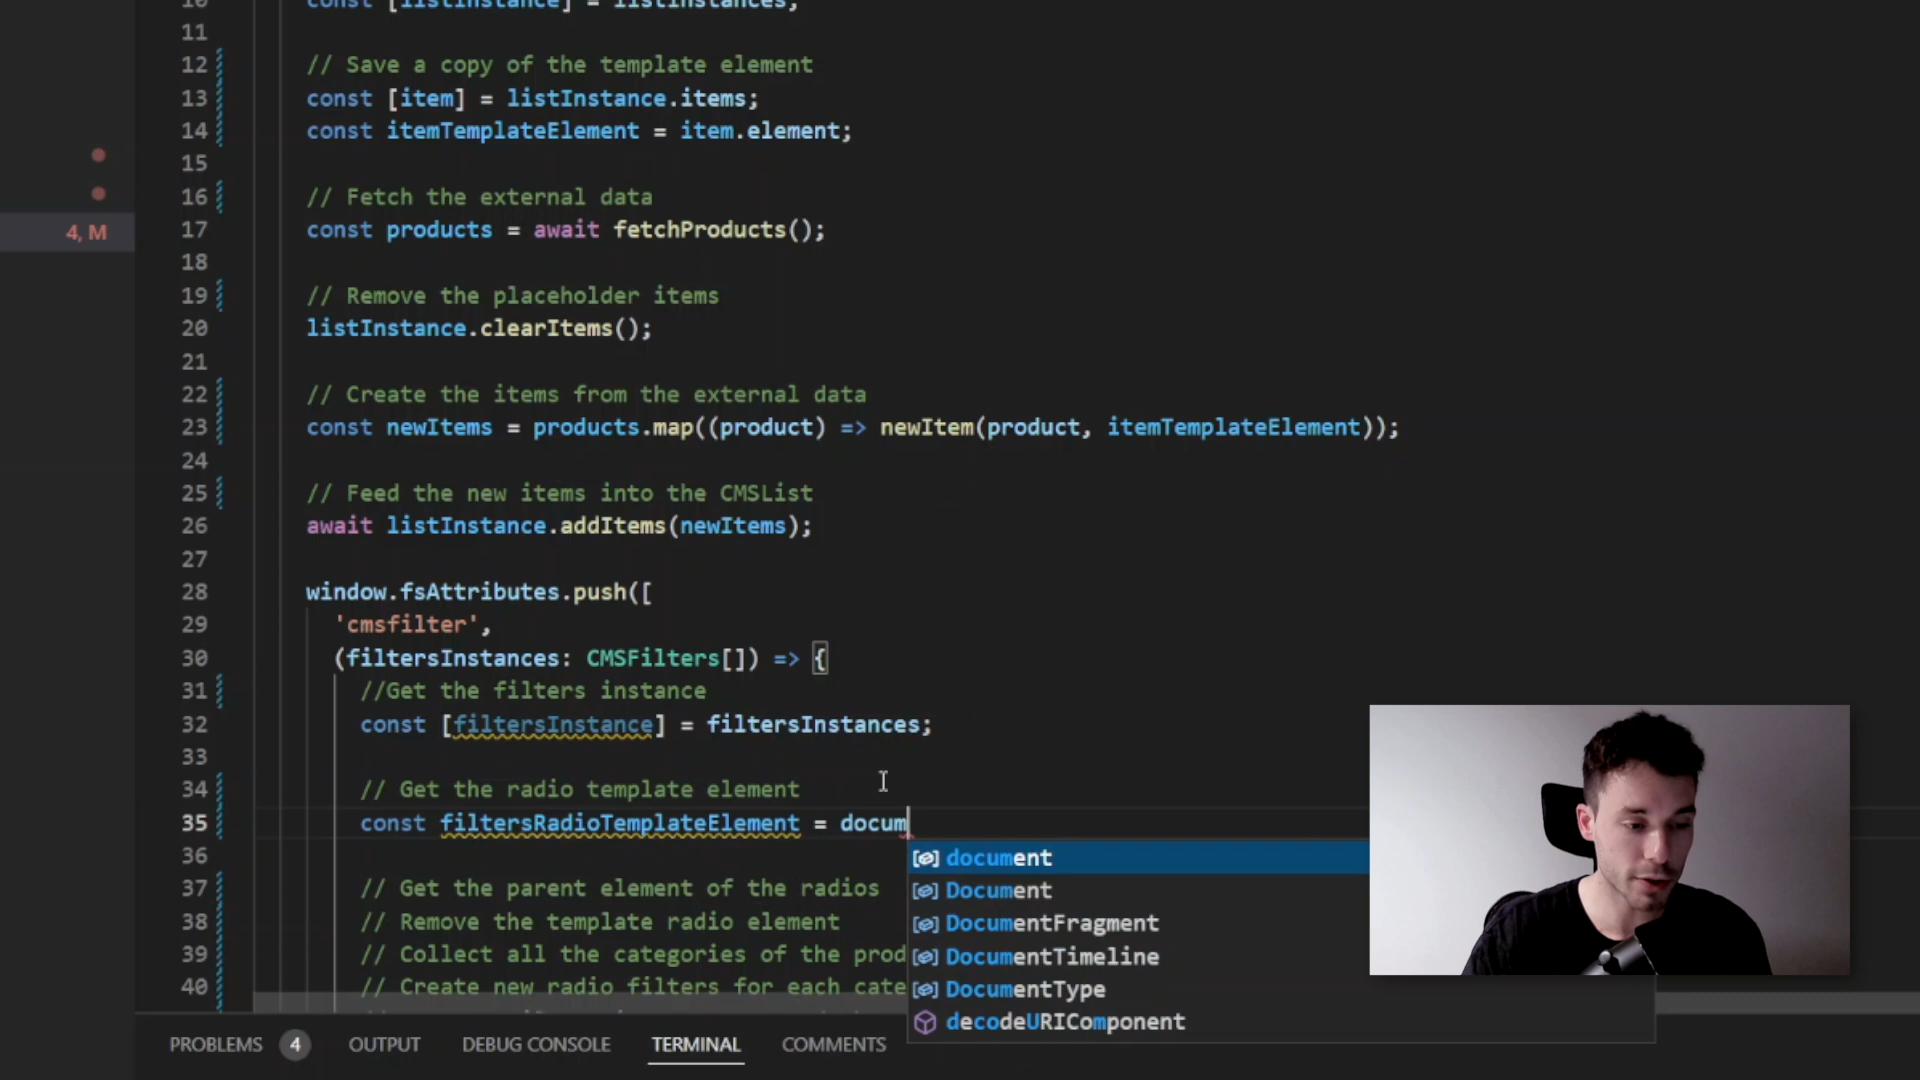 10 const [listInstance] = listInstances;
11
12 // Save a copy of the template element
13 const [item] = listInstance.items;
14 const itemTemplateElement = item.element;
15
16 // Fetch the external data
4, M
17 const products = await fetchProducts();
18
19 // Remove the placeholder items
20 listInstance.clearItems();
21
22 // Create the items from the external data
23 const newItems = products.map((product) => newItem(product, itemTemplateElement));
24
25 // Feed the new items into the CMSList
26 await listInstance.addItems(newItems);
27
28 window.fsAttributes.push([
29 'cmsfilter',
30 (filtersInstances: CMSFilters[]) => {
31 //Get the filters instance
32 const [filtersInstance] = filtersInstances;
33
34 // Get the radio template element
35 const filtersRadioTemplateElement = docum
36
37 // Get the parent element of the radios
38 // Remove the template radio element
39 // Collect all the categories of the prod
40 // Create new radio filters for each cate
document
Document
DocumentFragment
DocumentTimeline
DocumentType
decodeURIComponent
PROBLEMS 4 OUTPUT DEBUG CONSOLE TERMINAL COMMENTS